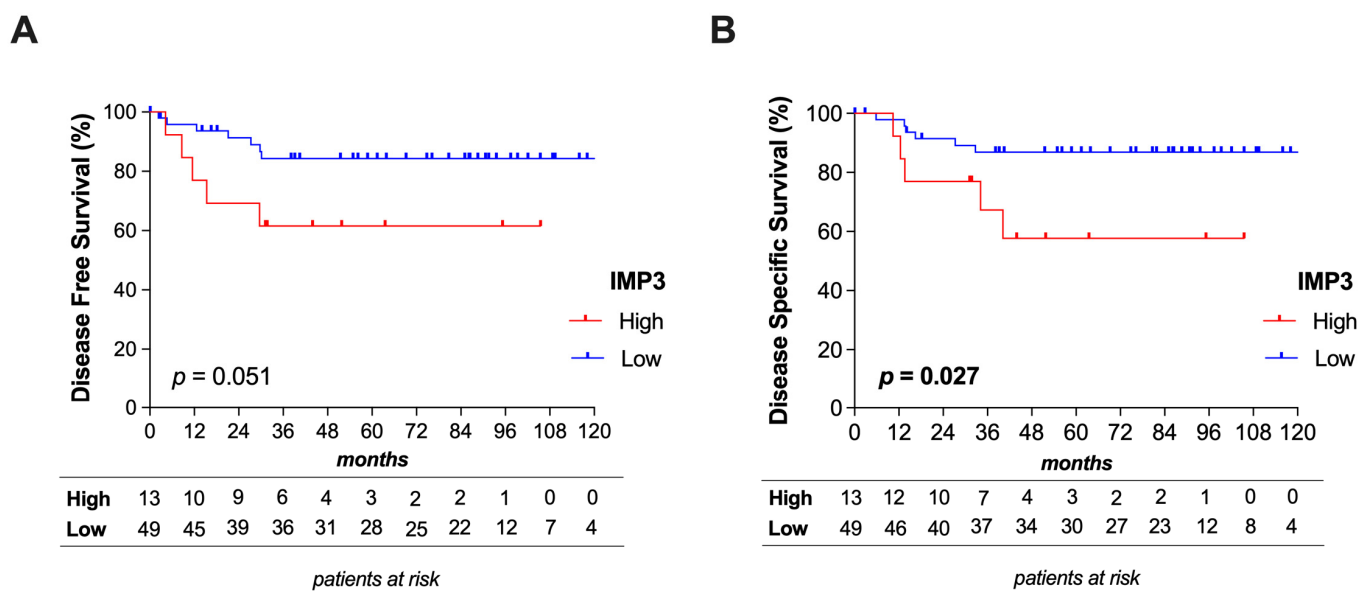 A
Disease Free Survival (%)
100
80
60
40
20
0
p = 0.051
IMP3
High
Low
0 12 24 36 48 60 72 84 96 108 120
months
High 13 10 9 6 4 3 2 2 1 0 0
Low 49 45 39 36 31 28 25 22 12 7 4
patients at risk
B
Disease Specific Survival (%)
100
80
60
40
20
0
p = 0.027
IMP3
High
Low
0 12 24 36 48 60 72 84 96 108 120
months
High 13 12 10 7 4 3 2 2 1 0 0
Low 49 46 40 37 34 30 27 23 12 8 4
patients at risk